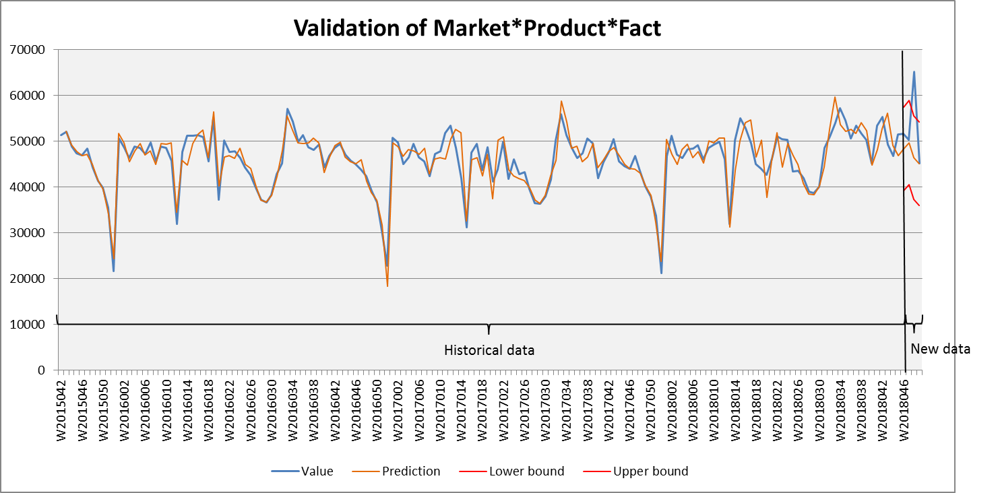 Validation of Market*Product*Fact
70000
60000
50000
40000
30000
20000
10000
0
Historical data
New data
W2015042
W2015046
W2015050
W2016002
W2016006
W2016010
W2016014
W2016018
W2016022
W2016026
W2016030
W2016034
W2016038
W2016042
W2016046
W2016050
W2017002
W2017006
W2017010
W2017014
W2017018
W2017022
W2017026
W2017030
W2017034
W2017038
W2017042
W2017046
W2017050
W2018002
W2018006
W2018010
W2018014
W2018018
W2018022
W2018026
W2018030
W2018034
W2018038
W2018042
W2018046
Value Prediction Lower bound Upper bound